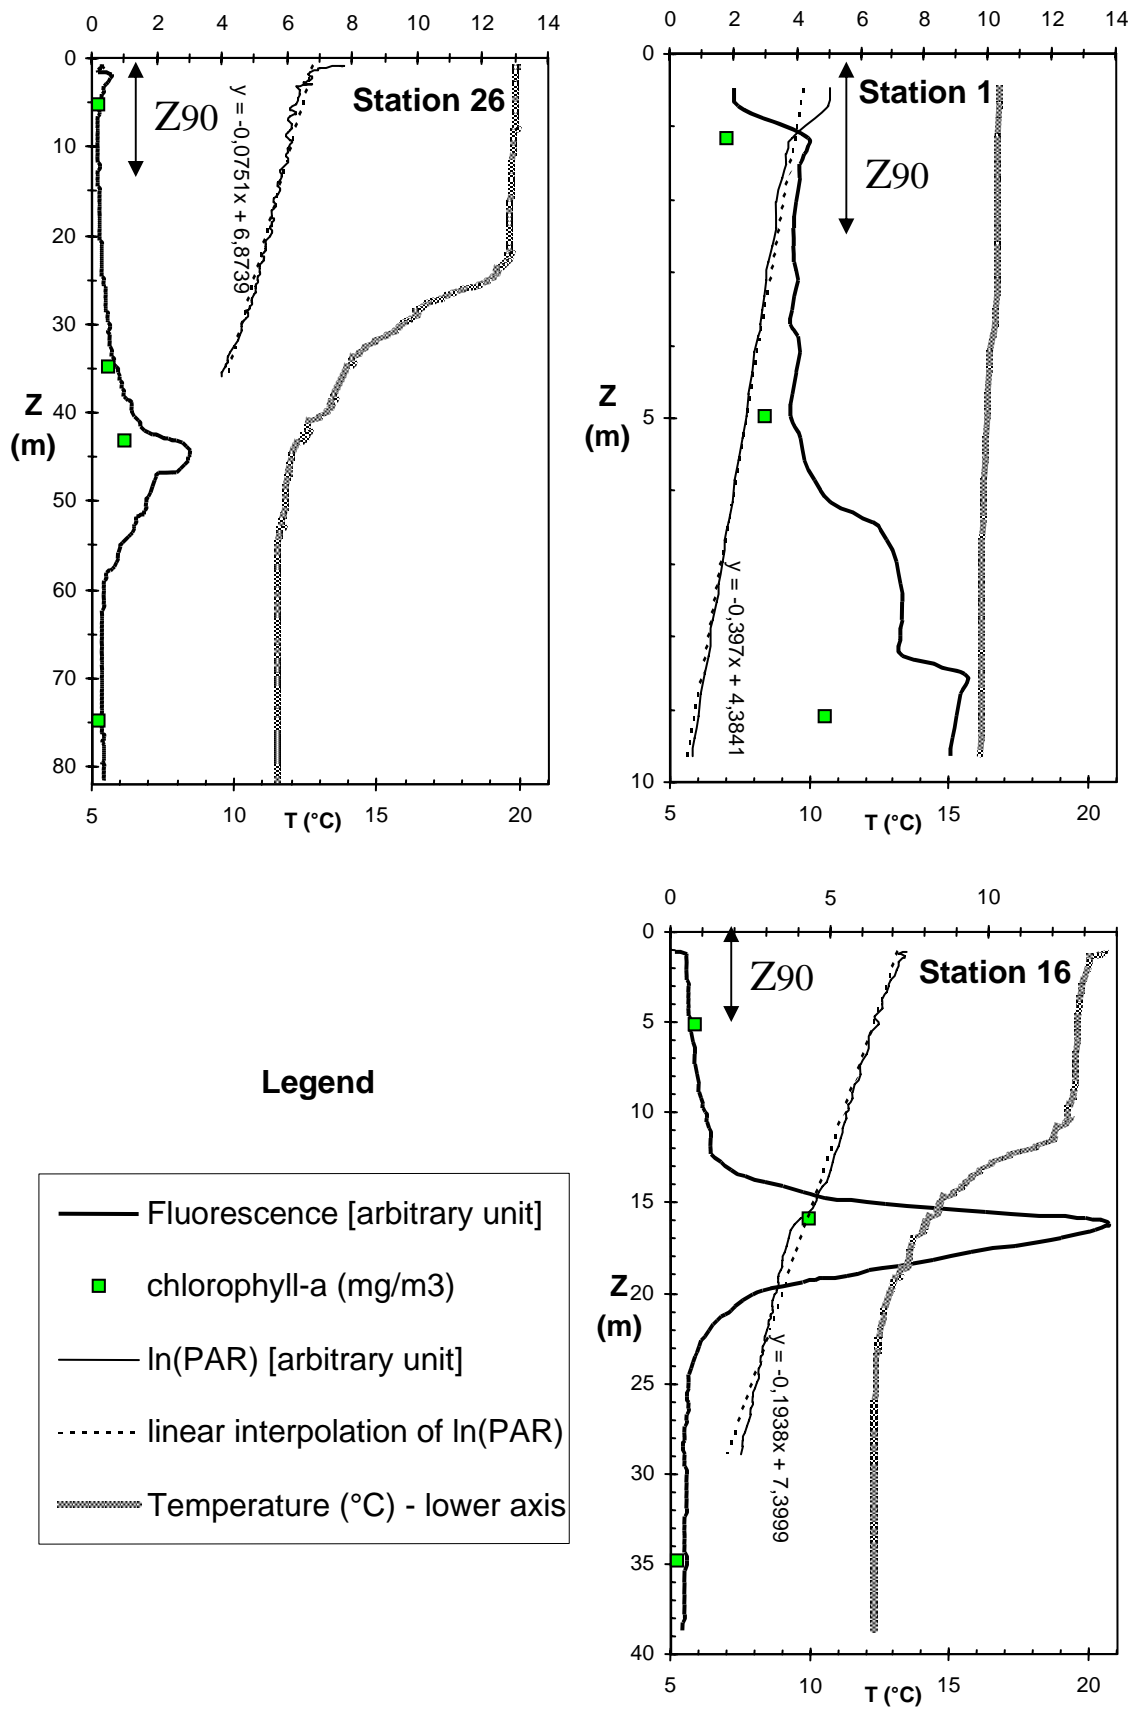 0 2 4 6 8 10 12 14
0
10
20
30
40
50
60
70
80
Z
(m)
Z90
y = -0,0751x + 6,8739
Station 26
5 10 15 20
T (°C)
0 2 4 6 8 10 12 14
0
5
10
Z
(m)
Station 1
Z90
y = -0,397x + 4,3841
5 10 15 20
T (°C)
0 5 10
0
5
10
15
20
25
30
35
40
Z
(m)
Z90
Station 16
y = -0,1938x + 7,3999
5 10 15 20
T (°C)
Legend
Fluorescence [arbitrary unit]
chlorophyll-a (mg/m3)
ln(PAR) [arbitrary unit]
linear interpolation of ln(PAR)
Temperature (°C) - lower axis